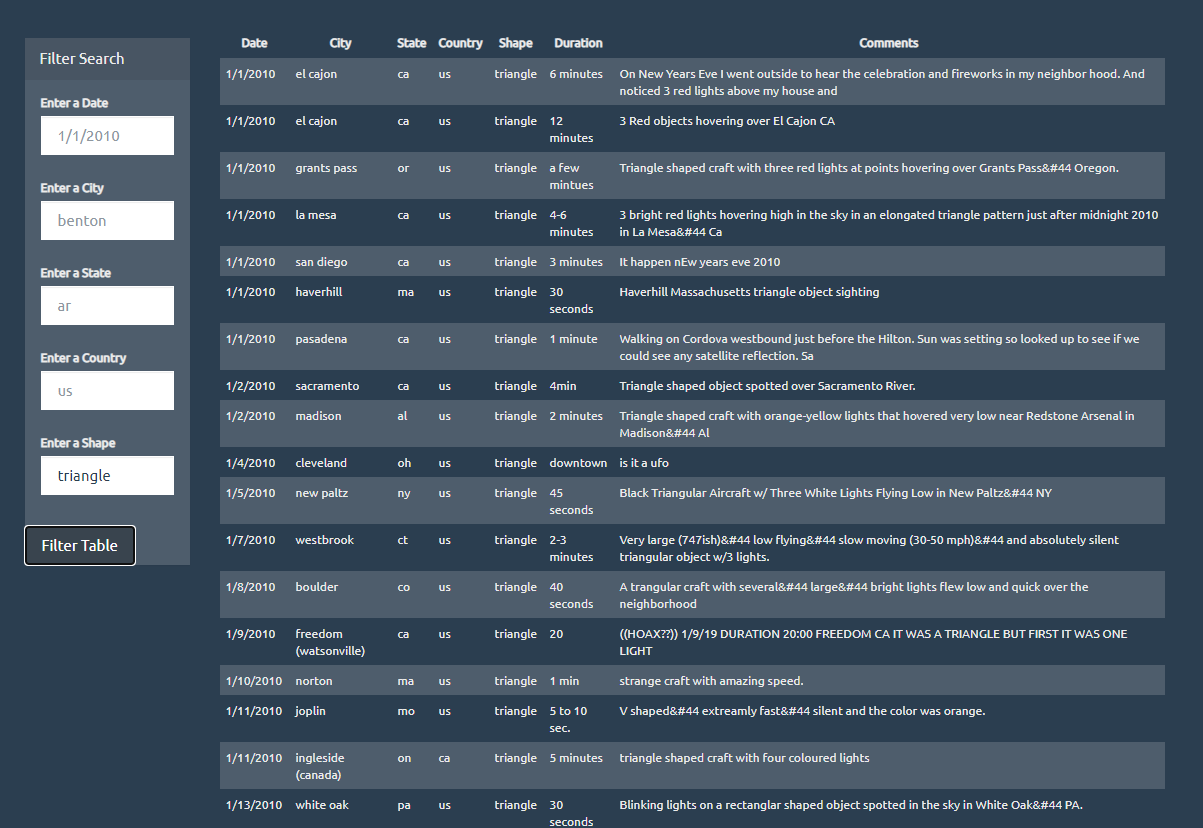 Filter Search
Enter a Date
1/1/2010
Enter a City
benton
Enter a State
ar
Enter a Country
us
Enter a Shape
triangle
Filter Table
Date City State Country Shape Duration Comments
1/1/2010 el cajon ca us triangle 6 minutes On New Years Eve I went outside to hear the celebration and fireworks in my neighbor hood. And
noticed 3 red lights above my house and
1/1/2010 el cajon ca us triangle 12 3 Red objects hovering over El Cajon CA
minutes
1/1/2010 grants pass or us triangle a few Triangle shaped craft with three red lights at points hovering over Grants Pass&#44 Oregon.
mintues
1/1/2010 la mesa ca us triangle 4-6 3 bright red lights hovering high in the sky in an elongated triangle pattern just after midnight 2010
minutes in La Mesa&#44 Ca
1/1/2010 san diego ca us triangle 3 minutes It happen nEw years eve 2010
1/1/2010 haverhill ma us triangle 30 Haverhill Massachusetts triangle object sighting
seconds
1/1/2010 pasadena ca us triangle 1 minute Walking on Cordova westbound just before the Hilton. Sun was setting so looked up to see if we
could see any satellite reflection. Sa
1/2/2010 sacramento ca us triangle 4min Triangle shaped object spotted over Sacramento River.
1/2/2010 madison al us triangle 2 minutes Triangle shaped craft with orange-yellow lights that hovered very low near Redstone Arsenal in
Madison&#44 Al
1/4/2010 cleveland oh us triangle downtown is it a ufo
1/5/2010 new paltz ny us triangle 45 Black Triangular Aircraft w/ Three White Lights Flying Low in New Paltz&#44 NY
seconds
1/7/2010 westbrook ct us triangle 2-3 Very large (747ish)&#44 low flying&#44 slow moving (30-50 mph)&#44 and absolutely silent
minutes triangular object w/3 lights.
1/8/2010 boulder co us triangle 40 A trangular craft with several&#44 large&#44 bright lights flew low and quick over the
seconds neighborhood
1/9/2010 freedom ca us triangle 20 ((HOAX??)) 1/9/19 DURATION 20:00 FREEDOM CA IT WAS A TRIANGLE BUT FIRST IT WAS ONE
(watsonville) LIGHT
1/10/2010 norton ma us triangle 1 min strange craft with amazing speed.
1/11/2010 joplin mo us triangle 5 to 10 V shaped&#44 extreamly fast&#44 silent and the color was orange.
sec.
1/11/2010 ingleside on ca triangle 5 minutes triangle shaped craft with four coloured lights
(canada)
1/13/2010 white oak pa us triangle 30 Blinking lights on a rectanglar shaped object spotted in the sky in White Oak&#44 PA.
seconds